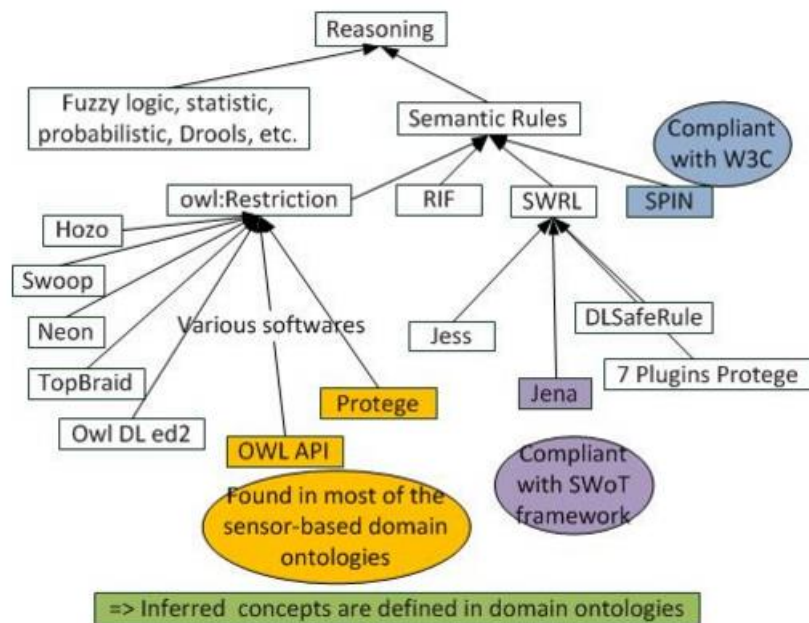 Reasoning
Fuzzy logic, statistic,
probabilistic, Drools, etc.
Semantic Rules
Compliant
with W3C
owl:Restriction
RIF
SWRL
SPIN
Hozo
Swoop
Neon
Various softwares
Jess
DLSafeRule
TopBraid
7 Plugins Protege
Protege
Jena
Owl DL ed2
OWL API
Compliant
with SWoT
framework
Found in most of the
sensor-based domain
ontologies
=> Inferred concepts are defined in domain ontologies